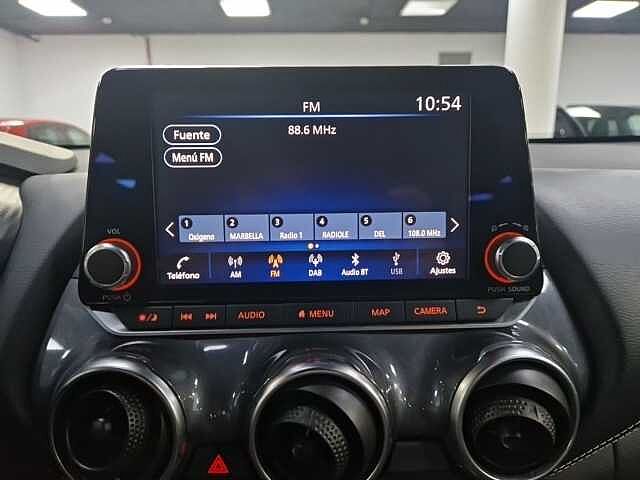 FM 10:54
Fuente 88.6 MHz
Menú FM
1 2 3 4 5 6
Oxigeno MARBELLA Radio 1 RADIOLE DEL 108.0 MHz
Teléfono AM FM DAB Audio BT USB Ajustes
VOL
PUSH
PUSH SOUND
AUDIO MENU MAP CAMERA